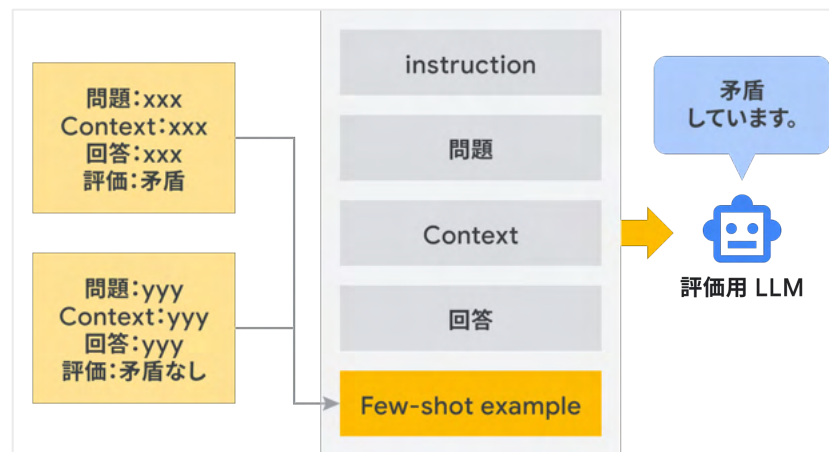 問題：xxx
Context：xxx
回答：xxx
評価：矛盾
問題：yyy
Context：yyy
回答：yyy
評価：矛盾なし
instruction
問題
Context
回答
Few-shot example
矛盾
しています。
評価用 LLM